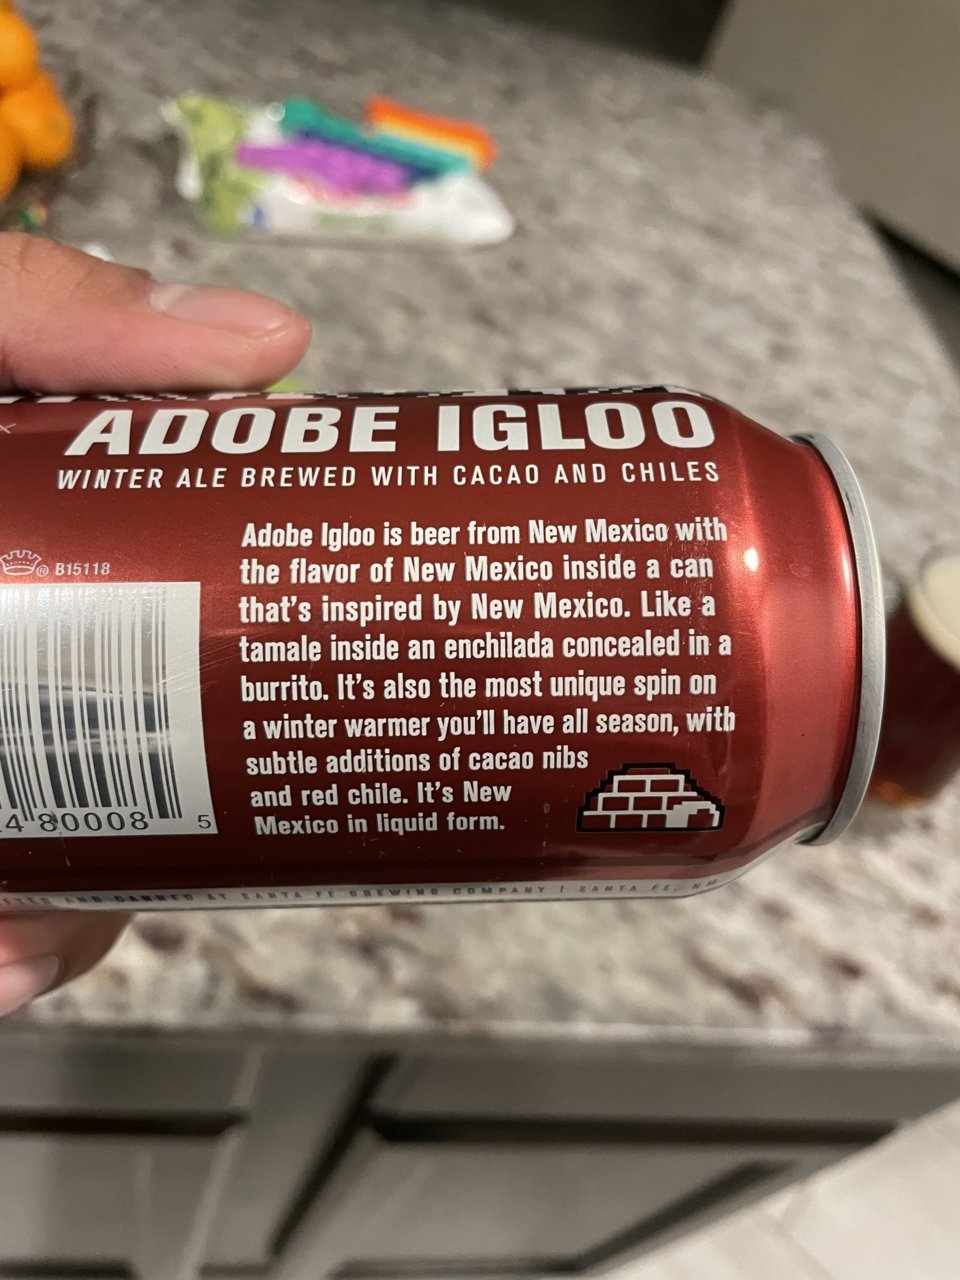 ADOBE IGLOO
WINTER ALE BREWED WITH CACAO AND CHILES
Adobe Igloo is beer from New Mexico with
the flavor of New Mexico inside a can
that's inspired by New Mexico. Like a
tamale inside an enchilada concealed in a
burrito. It's also the most unique spin on
a winter warmer you'll have all season, with
subtle additions of cacao nibs
and red chile. It's New
Mexico in liquid form.
® B15118
4 80008 5
AND CANNED AT SANTA FE BREWING COMPANY | SANTA FE, NM